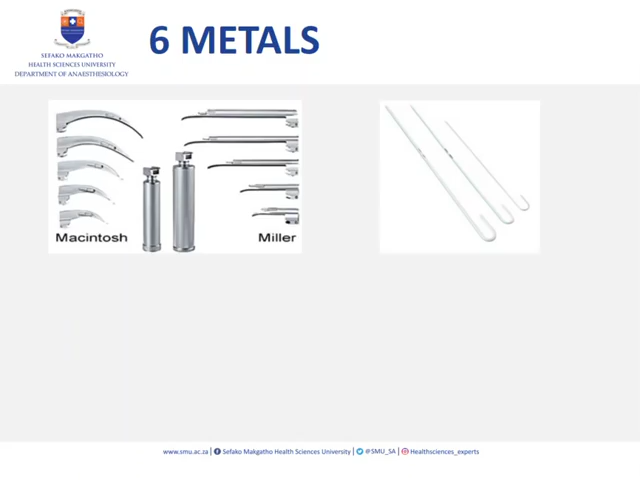 6 METALS
SEFAKO MAKGATHO
HEALTH SCIENCES UNIVERSITY
DEPARTMENT OF ANAESTHESIOLOGY
Macintosh
Miller
www.smu.ac.za | Sefako Makgatho Health Sciences University | @SMU_SA | Healthsciences_experts